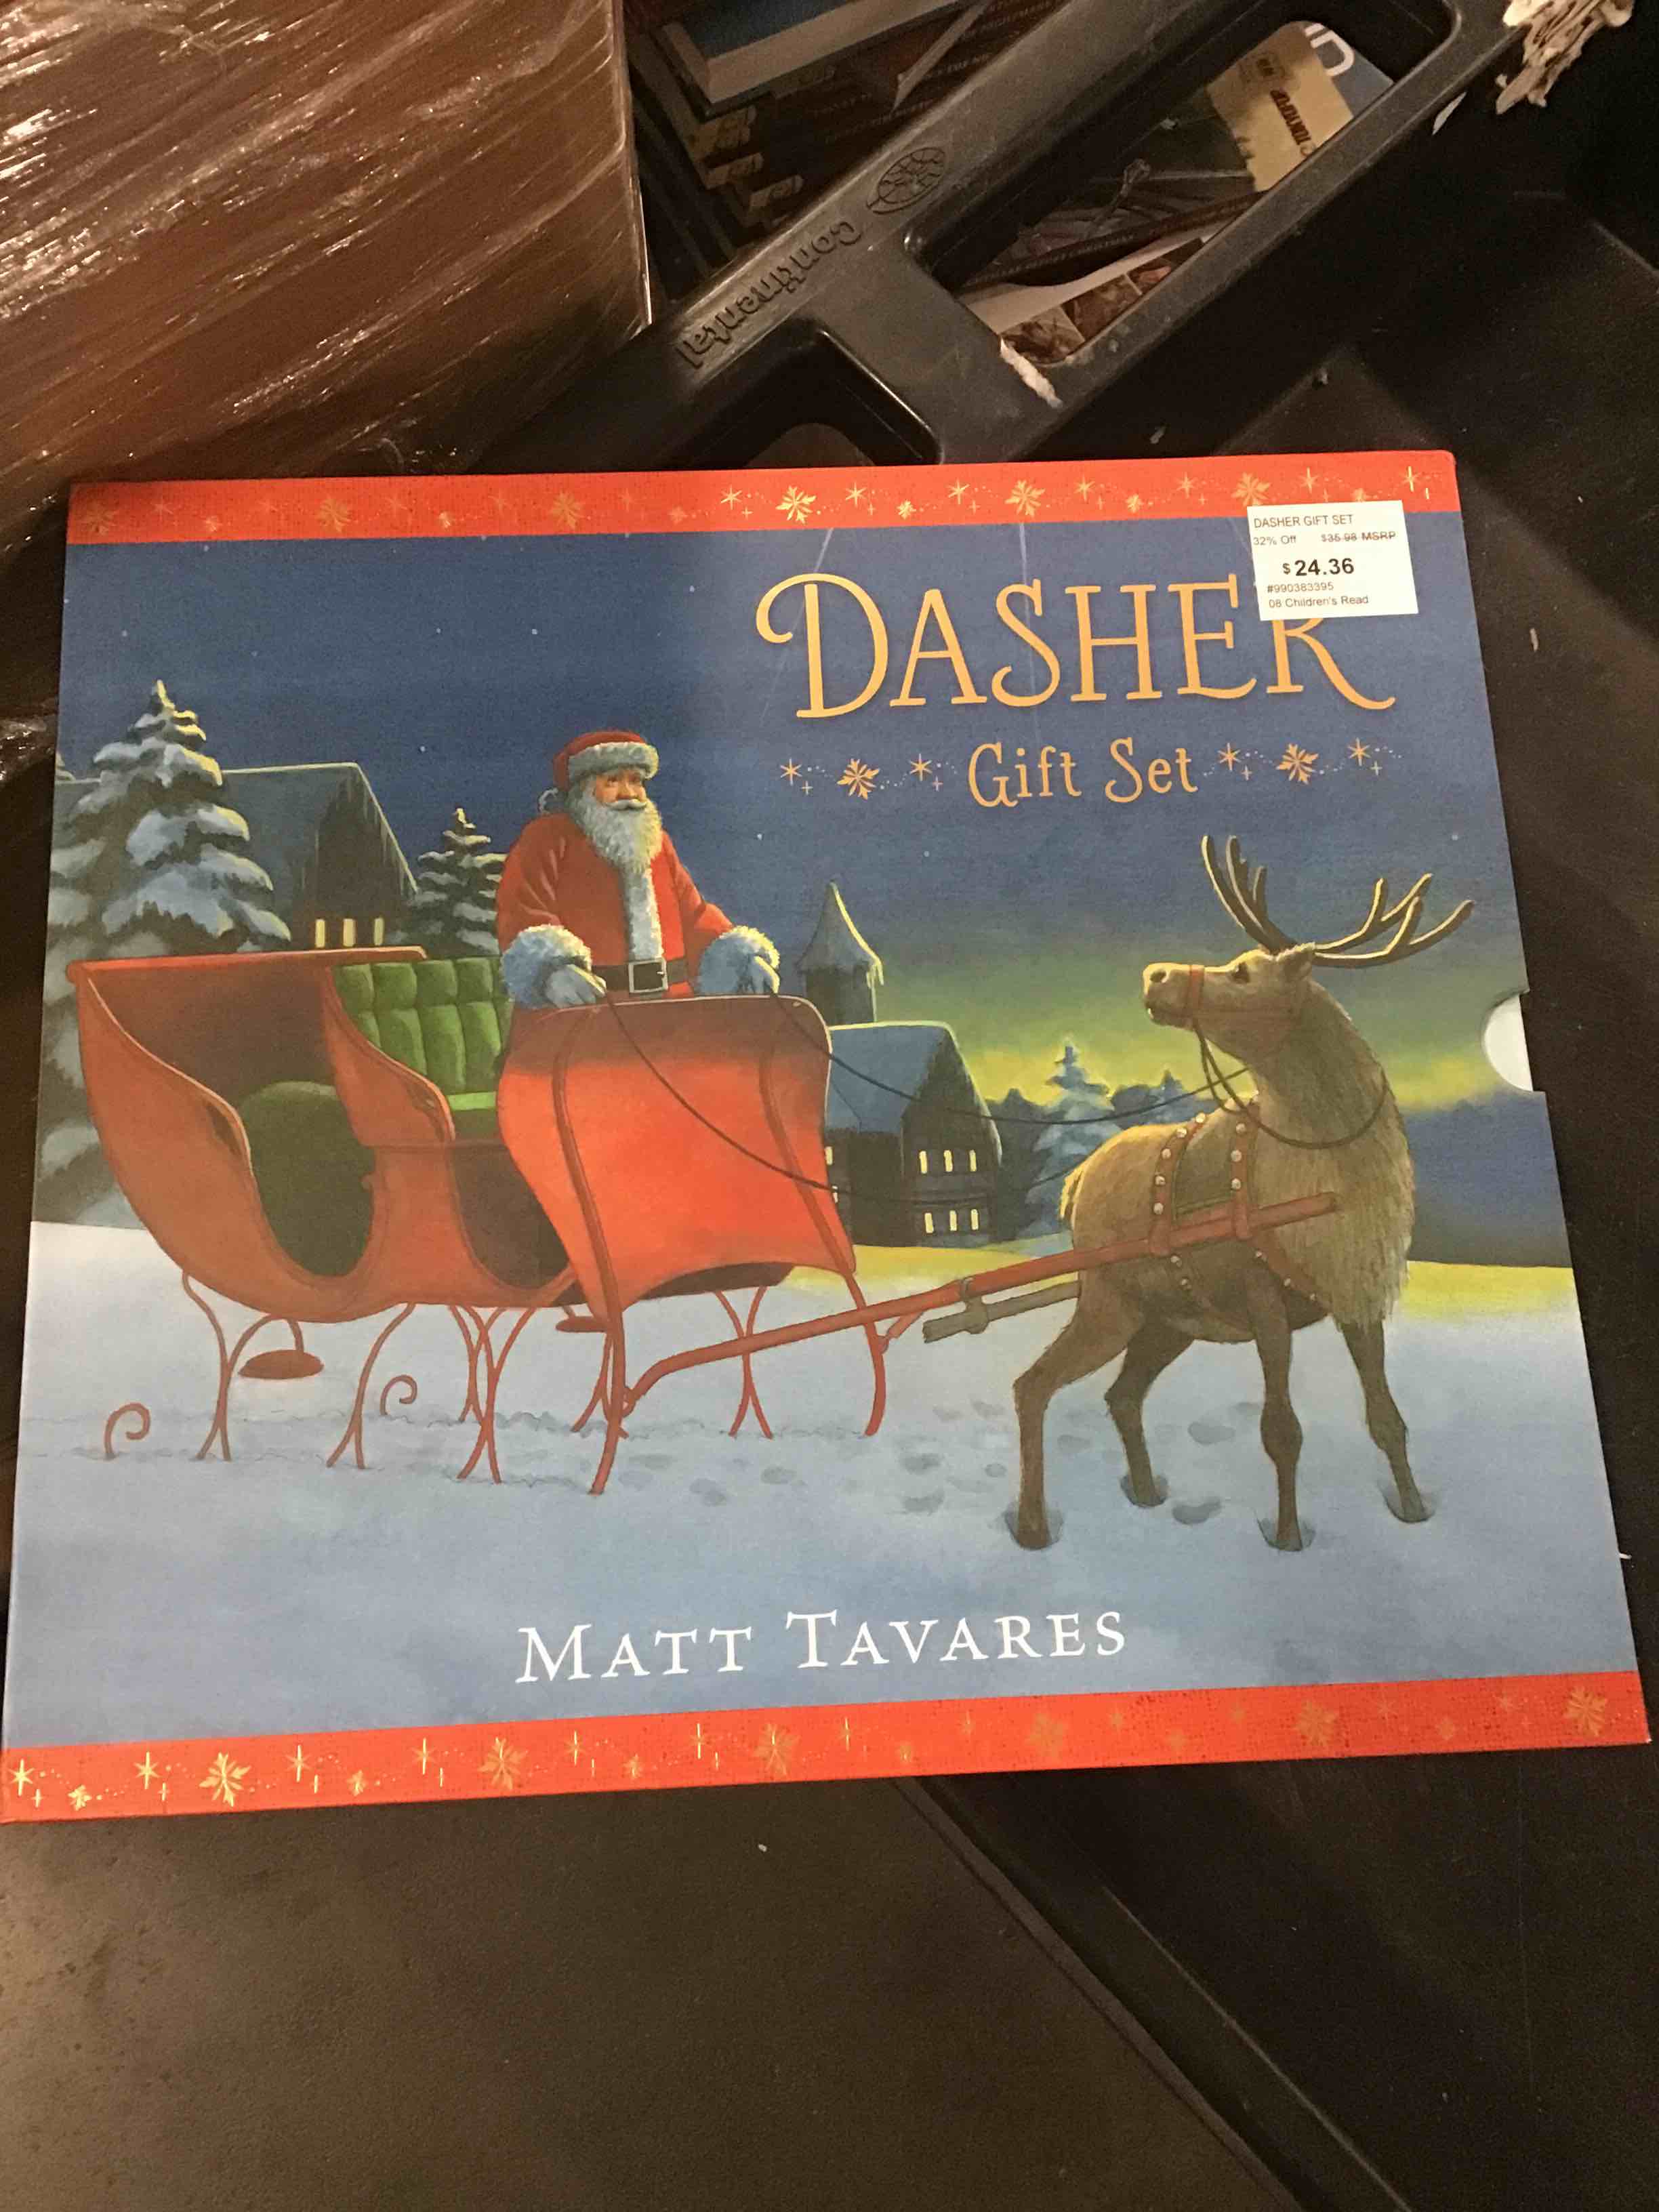 Continental
TOKYOPOP
DASHER GIFT SET
32% Off $35.98 MSRP
$24.36
#990383395
08 Children's Read
DASHER
Gift Set
MATT TAVARES